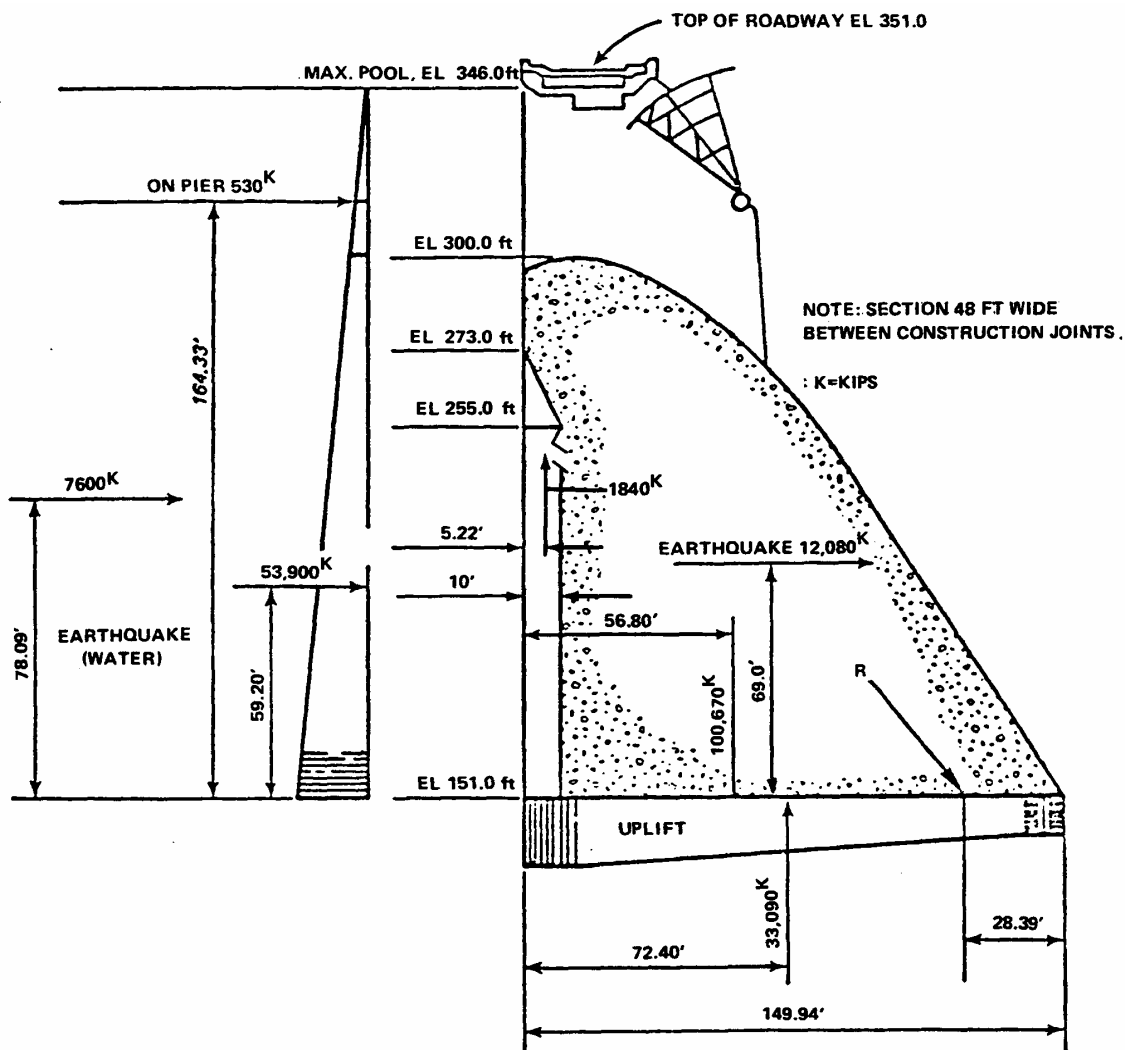 TOP OF ROADWAY EL 351.0
MAX. POOL, EL 346.0ft
ON PIER 530K
EL 300.0 ft
NOTE: SECTION 48 FT WIDE
BETWEEN CONSTRUCTION JOINTS.
: K=KIPS
EL 273.0 ft
164.33'
EL 255.0 ft
7600K
1840K
5.22'
EARTHQUAKE 12,080K
53,900K
10'
56.80'
EARTHQUAKE
(WATER)
78.09'
59.20'
100,670K
69.0'
R
EL 151.0 ft
UPLIFT
33,090K
28.39'
72.40'
149.94'